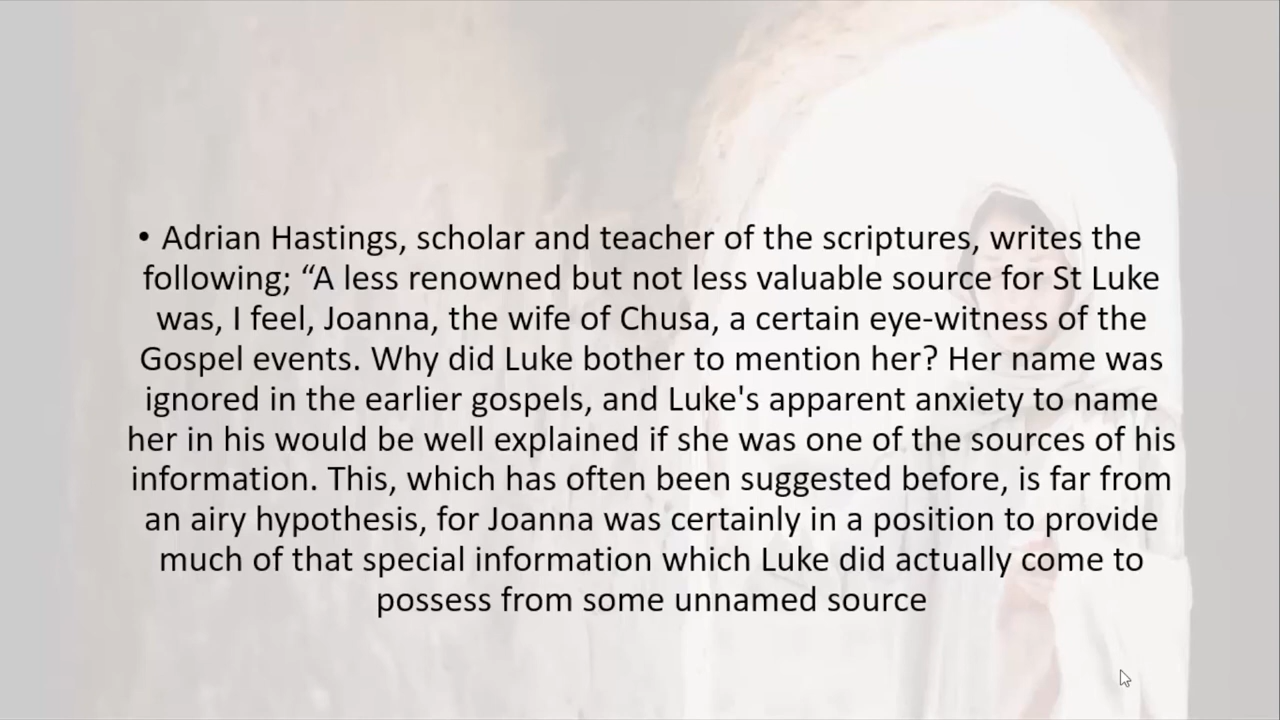 • Adrian Hastings, scholar and teacher of the scriptures, writes the
following; “A less renowned but not less valuable source for St Luke
was, I feel, Joanna, the wife of Chusa, a certain eye-witness of the
Gospel events. Why did Luke bother to mention her? Her name was
ignored in the earlier gospels, and Luke's apparent anxiety to name
her in his would be well explained if she was one of the sources of his
information. This, which has often been suggested before, is far from
an airy hypothesis, for Joanna was certainly in a position to provide
much of that special information which Luke did actually come to
possess from some unnamed source